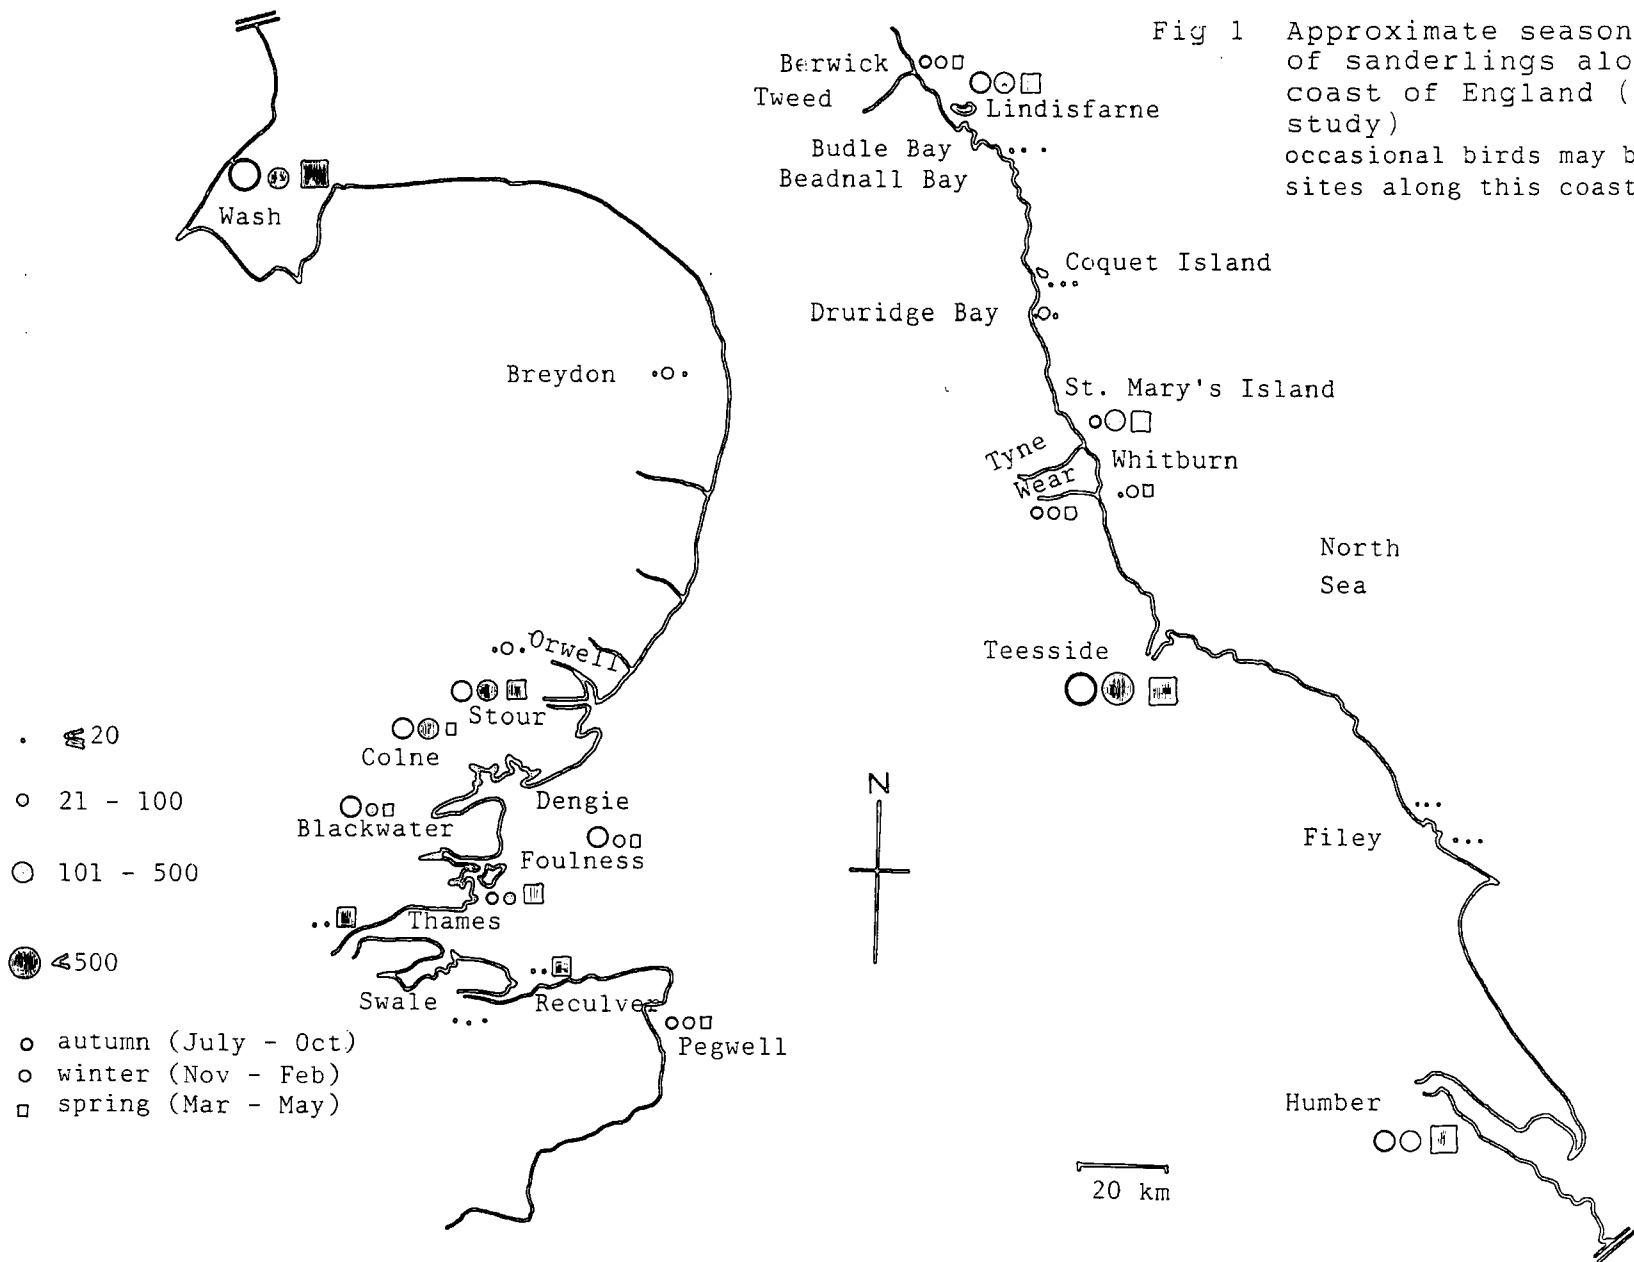 Fig 1 Approximate season
of sanderlings alo
coast of England (
study)
occasional birds may b
sites along this coast
Berwick
Tweed
Lindisfarne
Budle Bay
Beadnall Bay
Coquet Island
Druridge Bay
St. Mary's Island
Tyne
Whitburn
Wear
North
Sea
Teesside
Filey
Humber
20 km
N
Wash
Breydon
Orwell
Stour
Colne
Dengie
Blackwater
Foulness
Thames
Swale
Reculver
Pegwell
⩽20
21 - 100
101 - 500
<500
autumn (July - Oct)
winter (Nov - Feb)
spring (Mar - May)